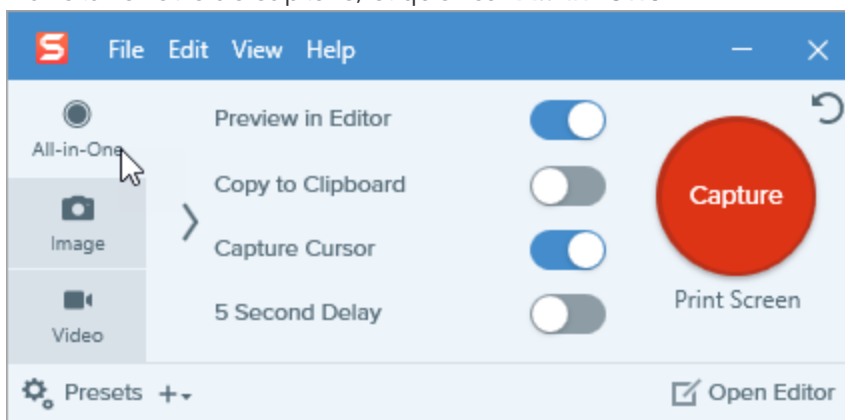 File Edit View Help
All-in-One
Image
Video
Preview in Editor
Copy to Clipboard
Capture Cursor
5 Second Delay
Capture
Print Screen
Presets
Open Editor